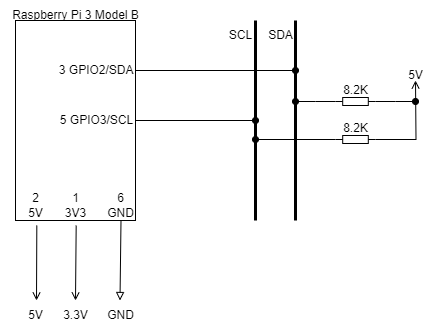 Raspberry Pi 3 Model B
SCL SDA
3 GPIO2/SDA
5V
8.2K
5 GPIO3/SCL
8.2K
2 1 6
5V 3V3 GND
5V 3.3V GND